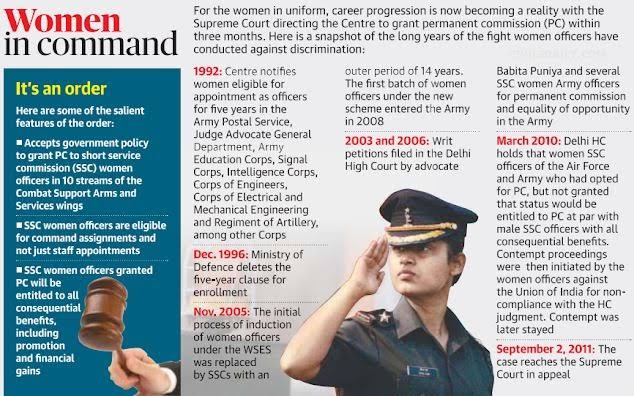 Women
in command
For the women in uniform, career progression is now becoming a reality with the
Supreme Court directing the Centre to grant permanent commission (PC) within
three months. Here is a snapshot of the long years of the fight women officers have
conducted against discrimination:
It's an order
Here are some of the salient
features of the order:
■ Accepts government policy
to grant PC to short service
commission (SSC) women
officers in 10 streams of the
Combat Support Arms and
Services wings
■ SSC women officers are eligible
for command assignments and
not just staff appointments
■ SSC women officers granted
PC will be
entitled to all
consequential
benefits,
including
promotion
and financial
gains
1992: Centre notifies
women eligible for
appointment as officers
for five years in the
Army Postal Service,
Judge Advocate General
Department, Army
Education Corps, Signal
Corps, Intelligence Corps,
Corps of Engineers,
Corps of Electrical and
Mechanical Engineering
and Regiment of Artillery,
among other Corps
Dec. 1996: Ministry of
Defence deletes the
five-year clause for
enrollment
Nov. 2005: The initial
process of induction
of women officers
under the WSES
was replaced
by SSCs with an
outer period of 14 years.
The first batch of women
officers under the new
scheme entered the Army
in 2008
2003 and 2006: Writ
petitions filed in the Delhi
High Court by advocate
Babita Puniya and several
SSC women Army officers
for permanent commission
and equality of opportunity
in the Army
March 2010: Delhi HC
holds that women SSC
officers of the Air Force
and Army who had opted
for PC, but not granted
that status would be
entitled to PC at par with
male SSC officers with all
consequential benefits.
Contempt proceedings
were then initiated by the
women officers against
the Union of India for non-
compliance with the HC
judgment. Contempt was
later stayed
September 2, 2011: The
case reaches the Supreme
Court in appeal